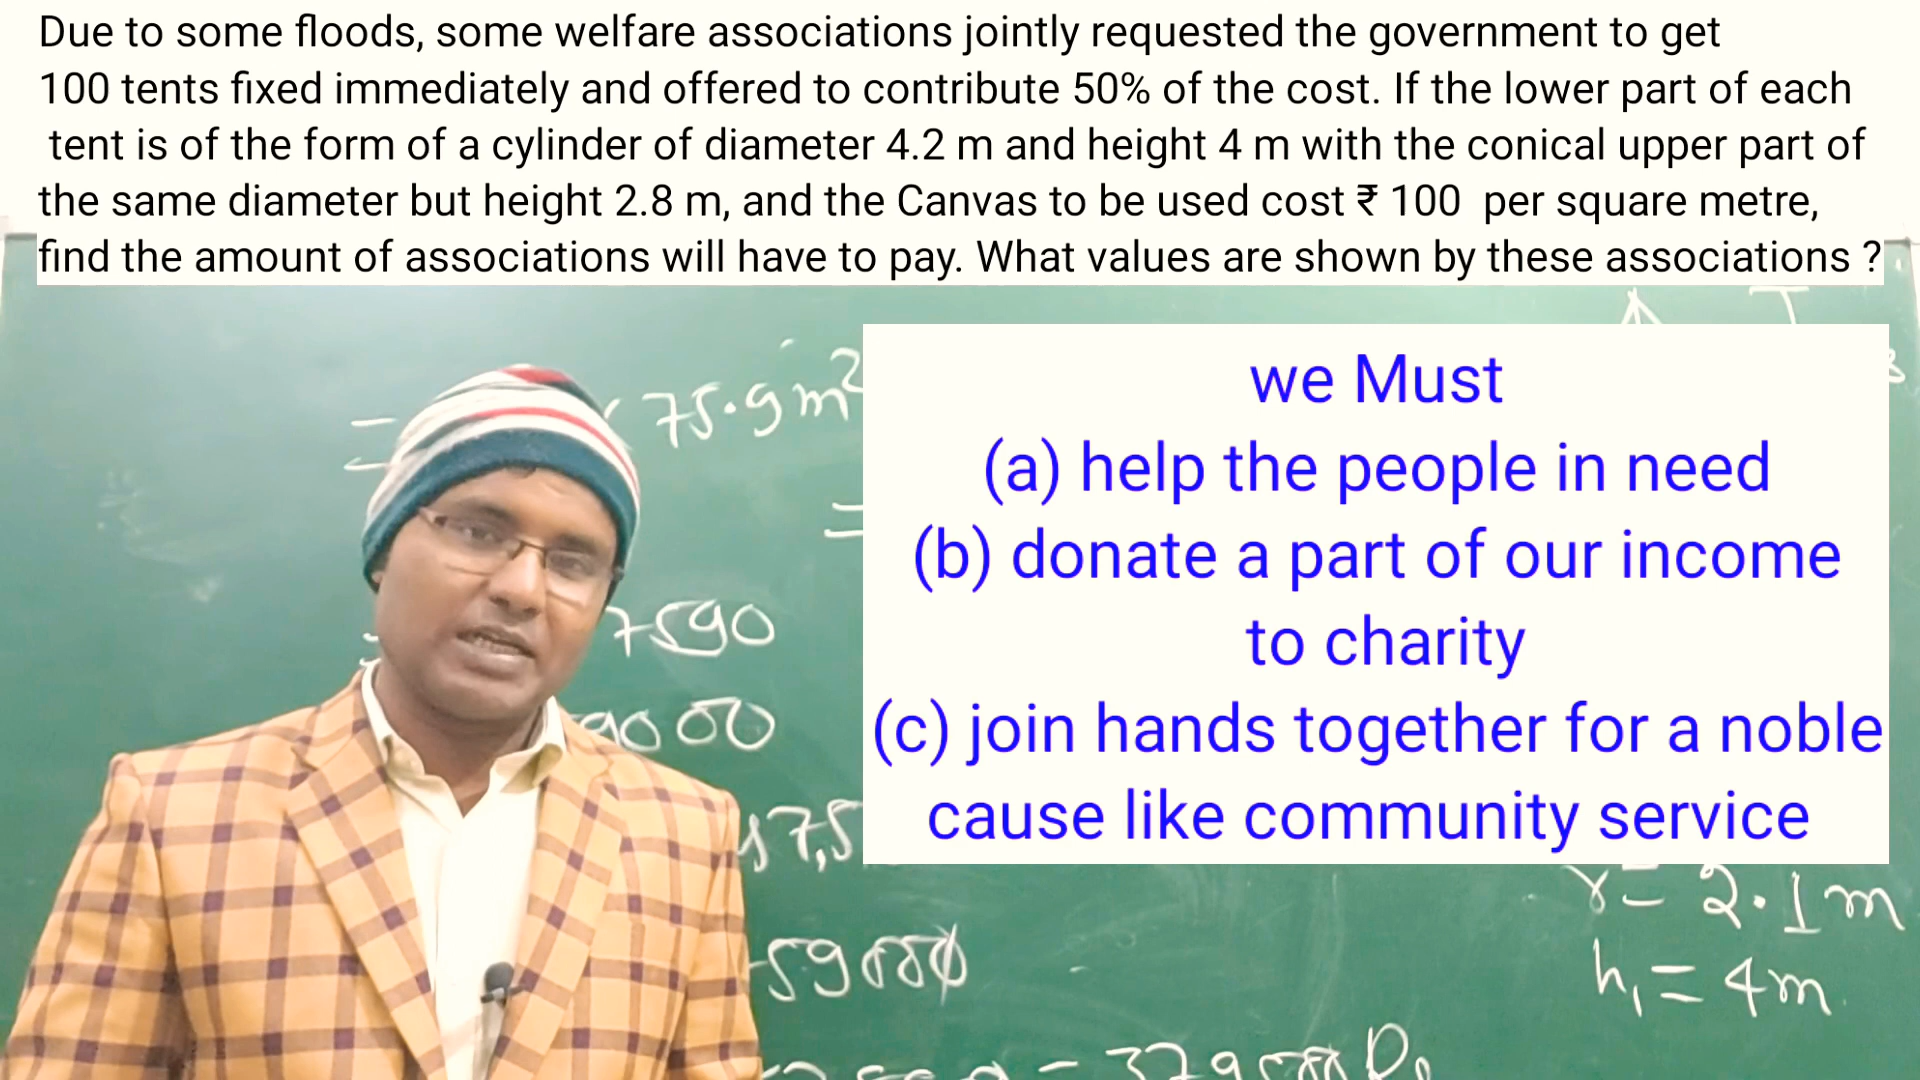 Due to some floods, some welfare associations jointly requested the government to get
100 tents fixed immediately and offered to contribute 50% of the cost. If the lower part of each
tent is of the form of a cylinder of diameter 4.2 m and height 4 m with the conical upper part of
the same diameter but height 2.8 m, and the Canvas to be used cost ₹ 100 per square metre,
find the amount of associations will have to pay. What values are shown by these associations ?
we Must
(a) help the people in need
(b) donate a part of our income
to charity
(c) join hands together for a noble
cause like community service
= 75.9 m²
=
7590
9000
59000
r = 2.1 m
h₁ = 4 m